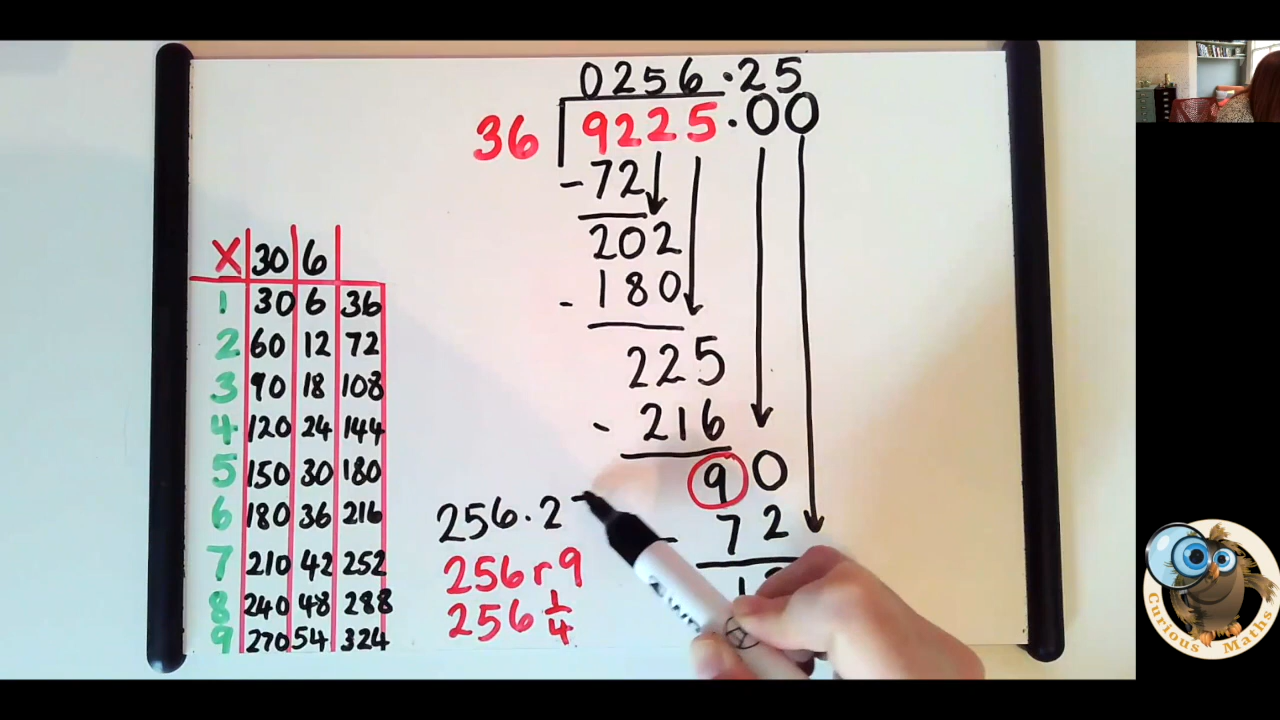 0256.25
36 9225.00
-72
202
-180
225
-216
90
-72
X 30 6
1 30 6 36
2 60 12 72
3 90 18 108
4 120 24 144
5 150 30 180
6 180 36 216
7 210 42 252
8 240 48 288
9 270 54 324
256.2
256 r 9
256 1/4
Curious Maths